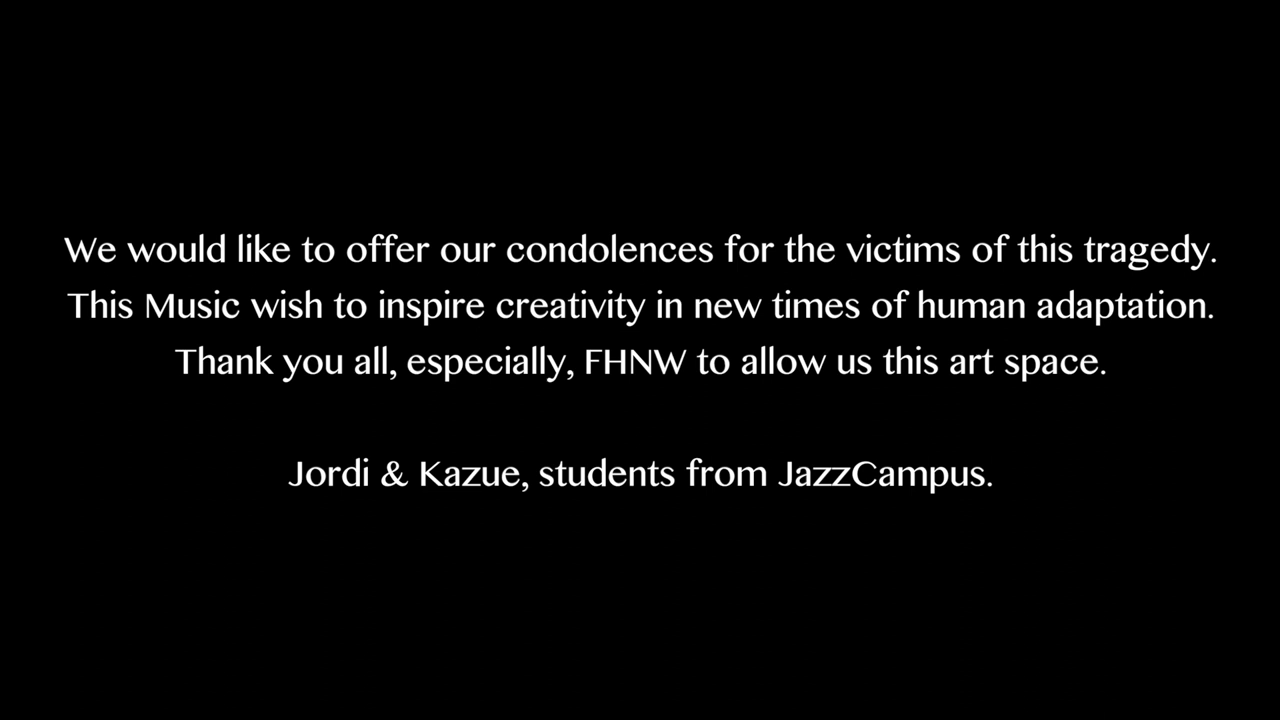 We would like to offer our condolences for the victims of this tragedy.
This Music wish to inspire creativity in new times of human adaptation.
Thank you all, especially, FHNW to allow us this art space.
Jordi & Kazue, students from JazzCampus.